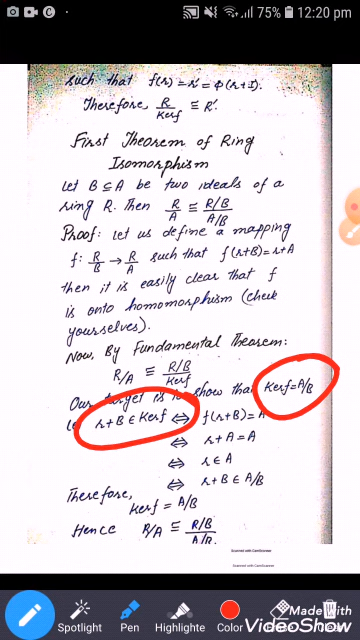 75% 12:20 pm
such that f(r)=r'=φ(r+I).
Therefore, R/Kerf ≅ R'.
First Theorem of Ring
Isomorphism
Let B⊆A be two ideals of a
ring R. Then R/A ≅ (R/B)/(A/B)
Proof: Let us define a mapping
f: R/B → R/A such that f(r+B)=r+A
then it is easily clear that f
is onto homomorphism (check
yourselves).
Now, By Fundamental Theorem:
R/A ≅ (R/B)/Kerf
Our target is to show that Kerf=A/B
r+B ∈ Kerf ⇔ f(r+B)=A
⇔ r+A=A
⇔ r∈A
⇔ r+B ∈ A/B
Therefore,
Kerf = A/B
Hence R/A ≅ (R/B)/(A/B)
Scanned with CamScanner
Scanned with CamScanner
Made with
VideoShow
Spotlight Pen Highlighte Color